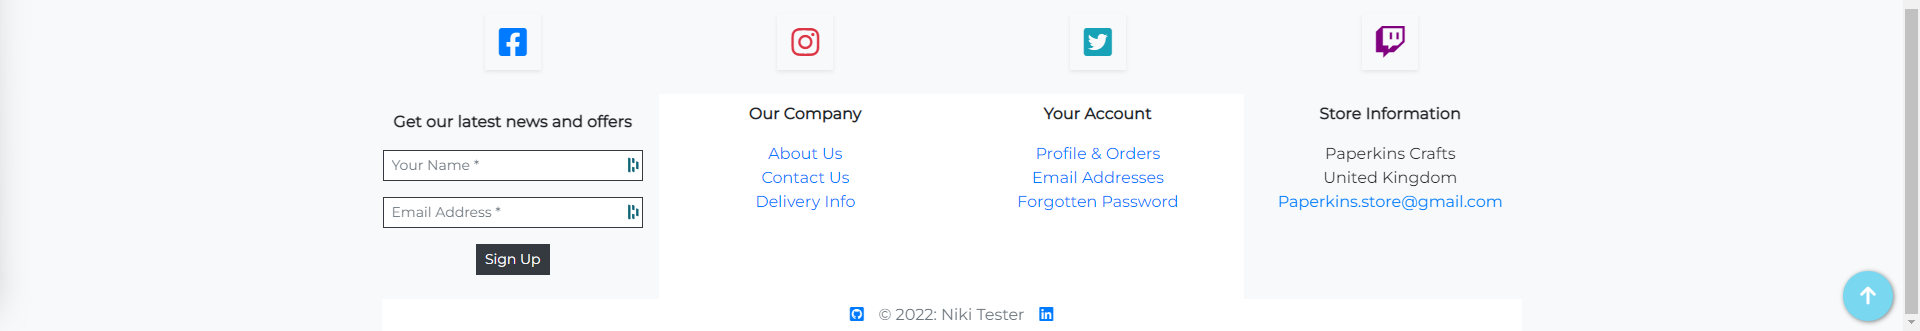 Get our latest news and offers
Your Name *
Email Address *
Sign Up
Our Company
About Us
Contact Us
Delivery Info
Your Account
Profile & Orders
Email Addresses
Forgotten Password
Store Information
Paperkins Crafts
United Kingdom
Paperkins.store@gmail.com
© 2022: Niki Tester